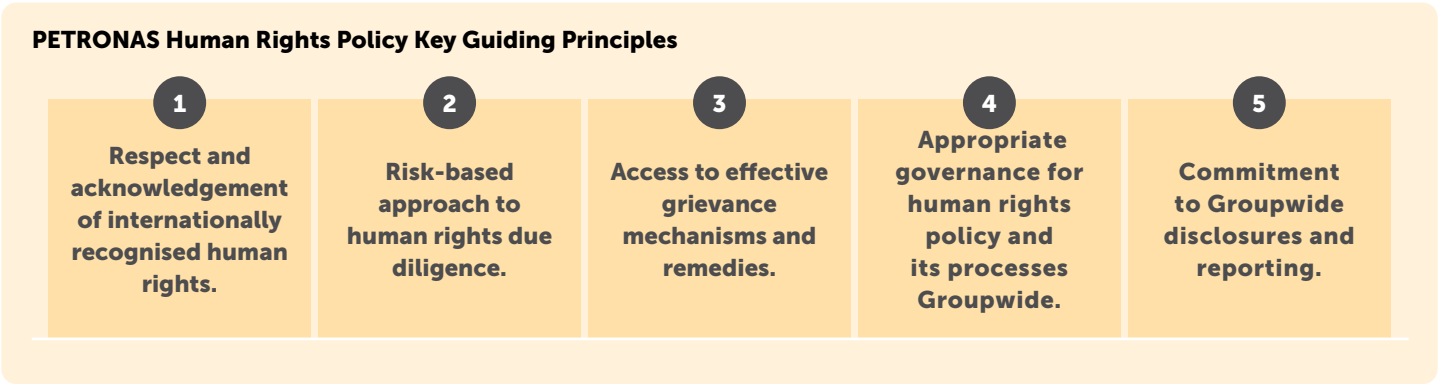 PETRONAS Human Rights Policy Key Guiding Principles
1
Respect and
acknowledgement
of internationally
recognised human
rights.
2
Risk-based
approach to
human rights due
diligence.
3
Access to effective
grievance
mechanisms and
remedies.
4
Appropriate
governance for
human rights
policy and
its processes
Groupwide.
5
Commitment
to Groupwide
disclosures and
reporting.